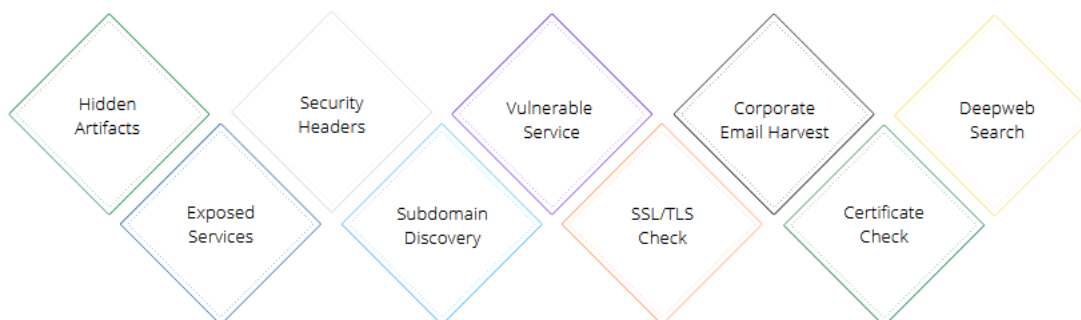 Hidden
Artifacts
Exposed
Services
Security
Headers
Subdomain
Discovery
Vulnerable
Service
SSL/TLS
Check
Corporate
Email Harvest
Certificate
Check
Deepweb
Search